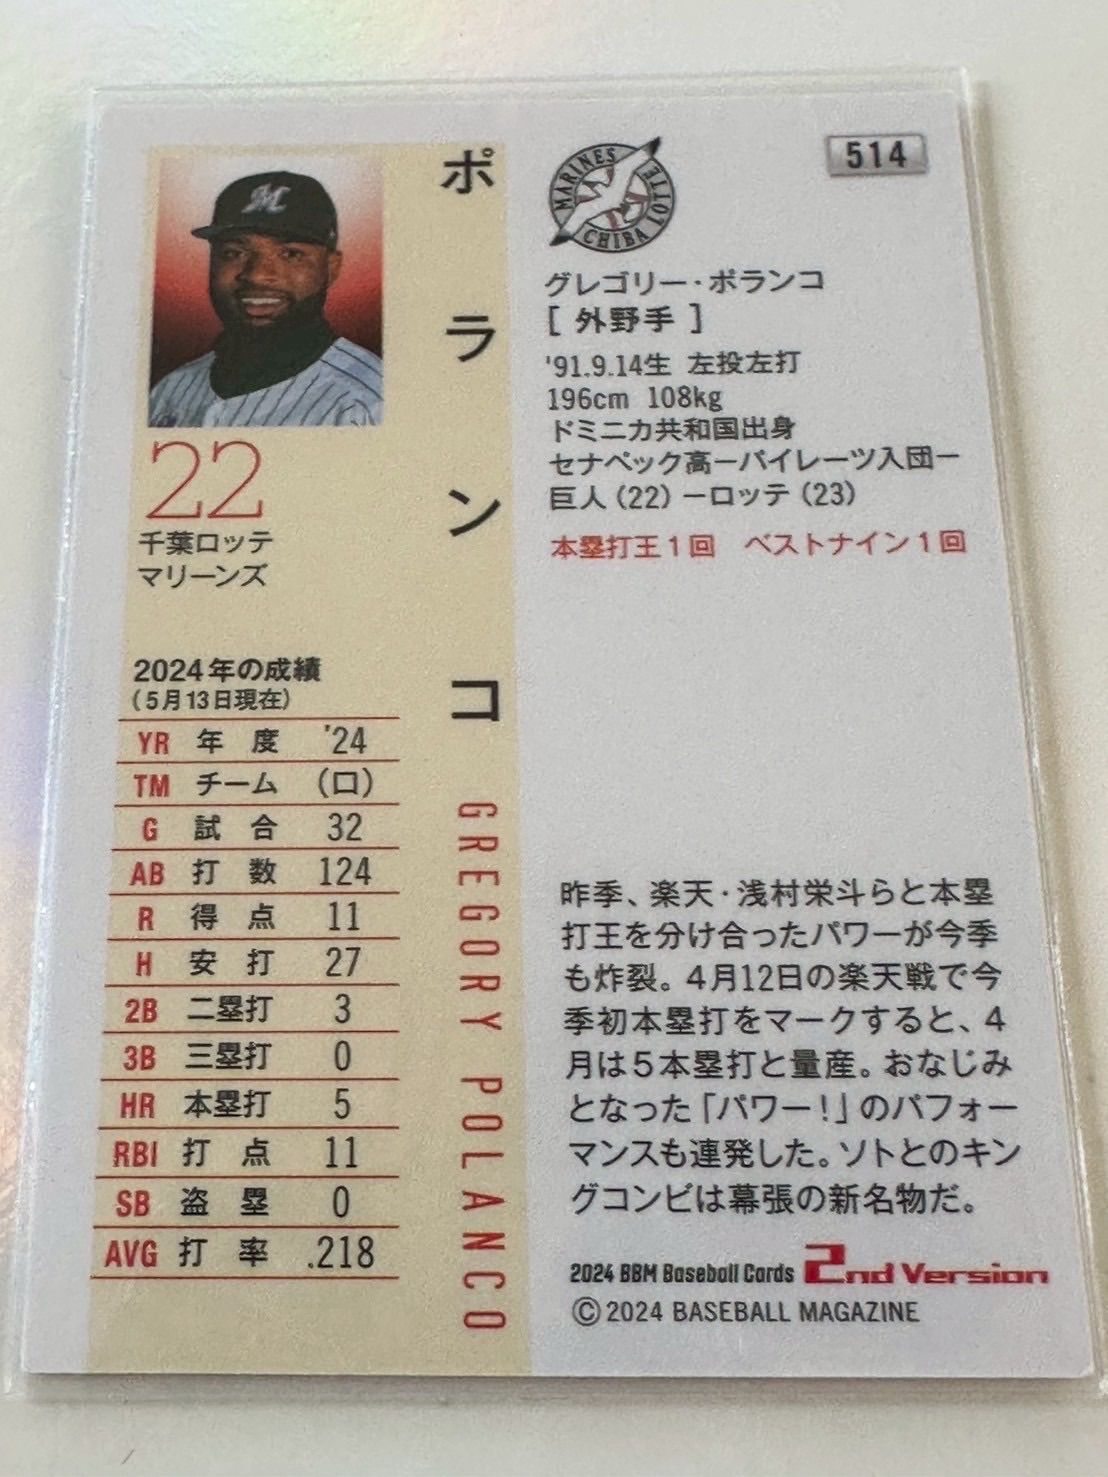 ポランコ
GREGORY POLANCO
M
22
千葉ロッテ
マリーンズ
2024年の成績
(5月13日現在)
YR 年度 '24
TM チーム (ロ)
G 試合 32
AB 打数 124
R 得点 11
H 安打 27
2B 二塁打 3
3B 三塁打 0
HR 本塁打 5
RBI 打点 11
SB 盗塁 0
AVG 打率 .218
MARINES
CHIBA LOTTE
514
グレゴリー・ポランコ
[ 外野手 ]
'91.9.14生 左投左打
196cm 108kg
ドミニカ共和国出身
セナペック高ーパイレーツ入団ー
巨人(22)ーロッテ(23)
本塁打王1回 ベストナイン1回
昨季、楽天・浅村栄斗らと本塁
打王を分け合ったパワーが今季
も炸裂。4月12日の楽天戦で今
季初本塁打をマークすると、4
月は5本塁打と量産。おなじみ
となった「パワー!」のパフォー
マンスも連発した。ソトとのキン
グコンビは幕張の新名物だ。
2024 BBM Baseball Cards 2nd Version
©2024 BASEBALL MAGAZINE